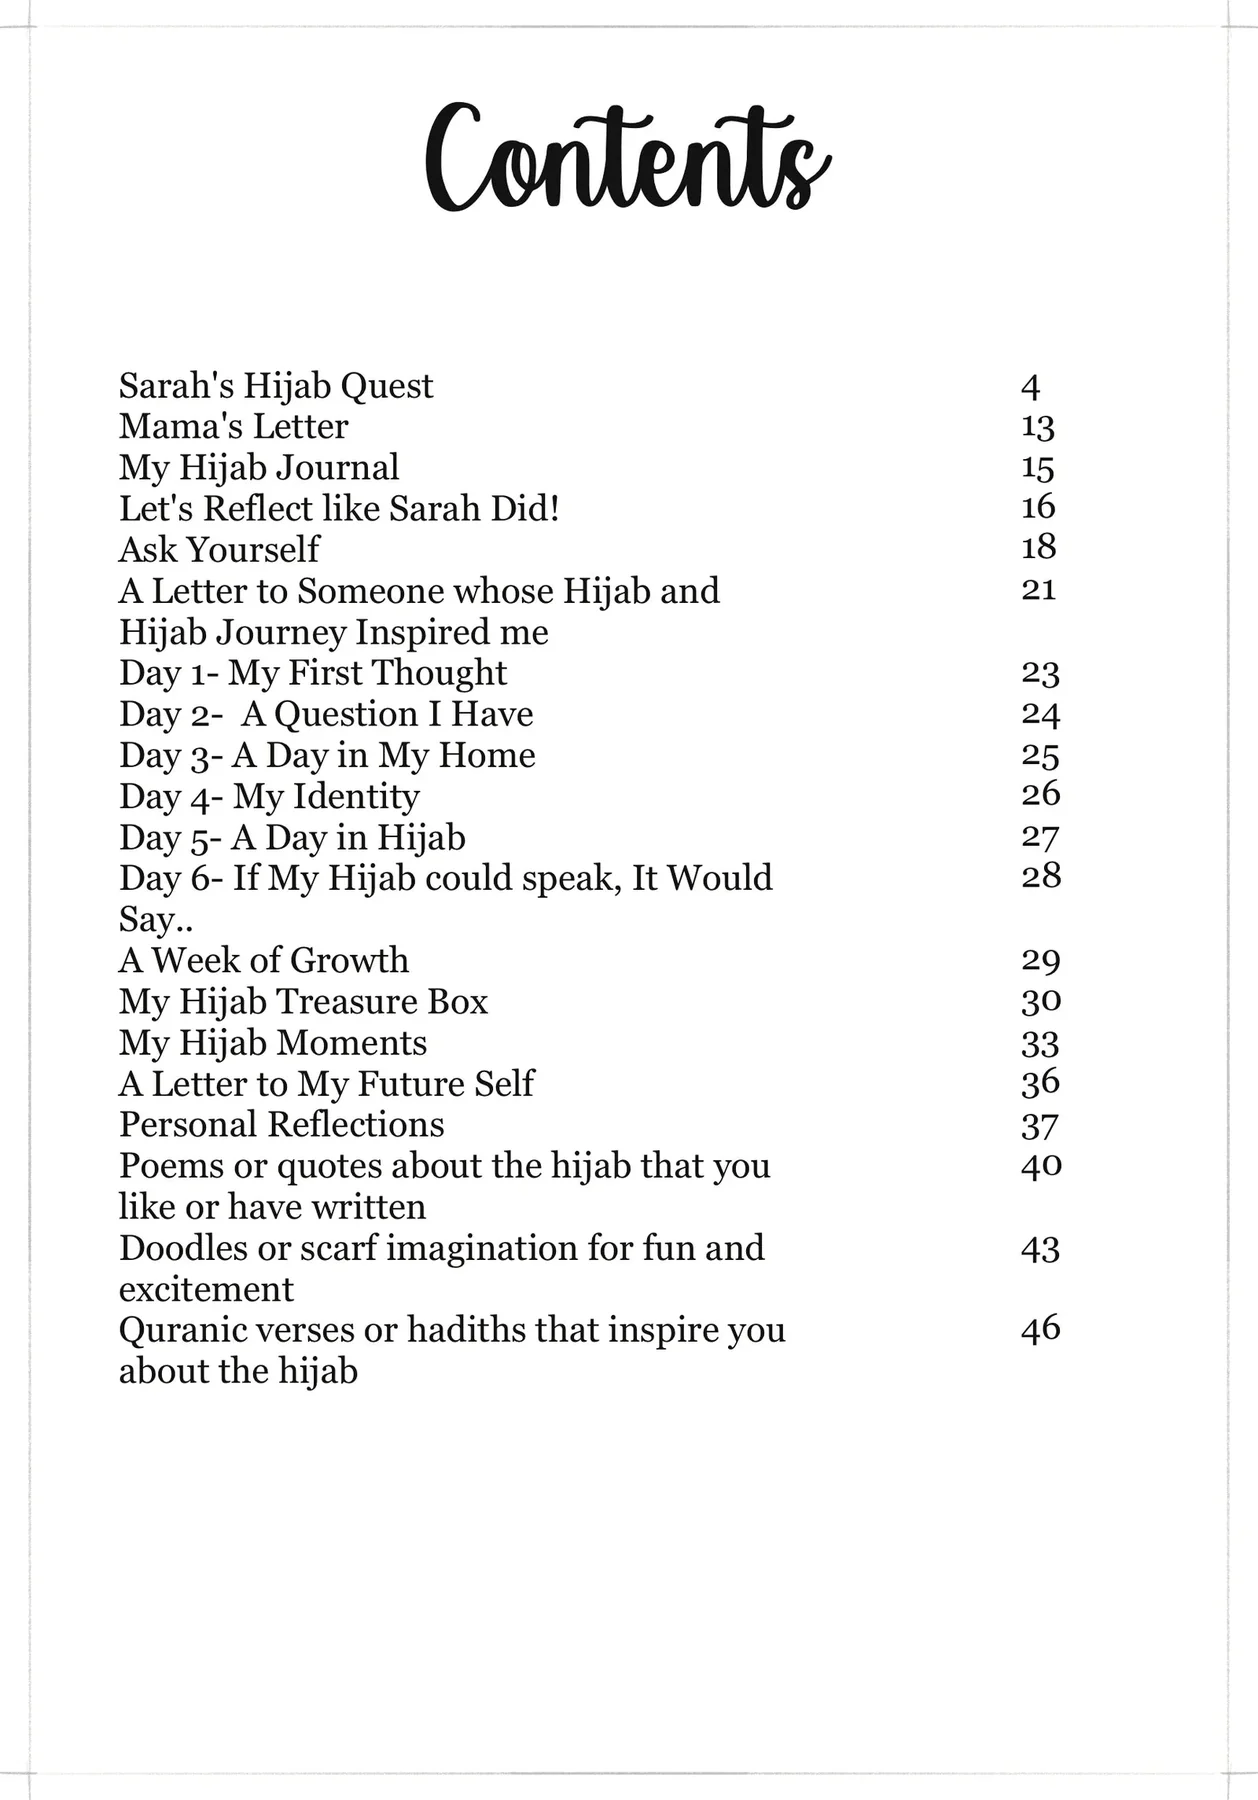 Contents
Sarah's Hijab Quest 4
Mama's Letter 13
My Hijab Journal 15
Let's Reflect like Sarah Did! 16
Ask Yourself 18
A Letter to Someone whose Hijab and 21
Hijab Journey Inspired me
Day 1- My First Thought 23
Day 2-  A Question I Have 24
Day 3- A Day in My Home 25
Day 4- My Identity 26
Day 5- A Day in Hijab 27
Day 6- If My Hijab could speak, It Would 28
Say..
A Week of Growth 29
My Hijab Treasure Box 30
My Hijab Moments 33
A Letter to My Future Self 36
Personal Reflections 37
Poems or quotes about the hijab that you 40
like or have written
Doodles or scarf imagination for fun and 43
excitement
Quranic verses or hadiths that inspire you 46
about the hijab